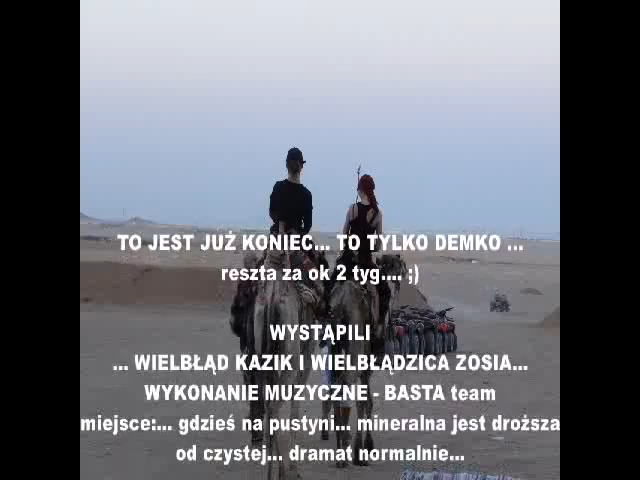 TO JEST JUŻ KONIEC... TO TYLKO DEMKO ...
reszta za ok 2 tyg.... ;)
WYSTĄPILI
... WIELBŁĄD KAZIK I WIELBŁĄDZICA ZOSIA...
WYKONANIE MUZYCZNE - BASTA team
miejsce:... gdzieś na pustyni... mineralna jest droższa
od czystej... dramat normalnie...